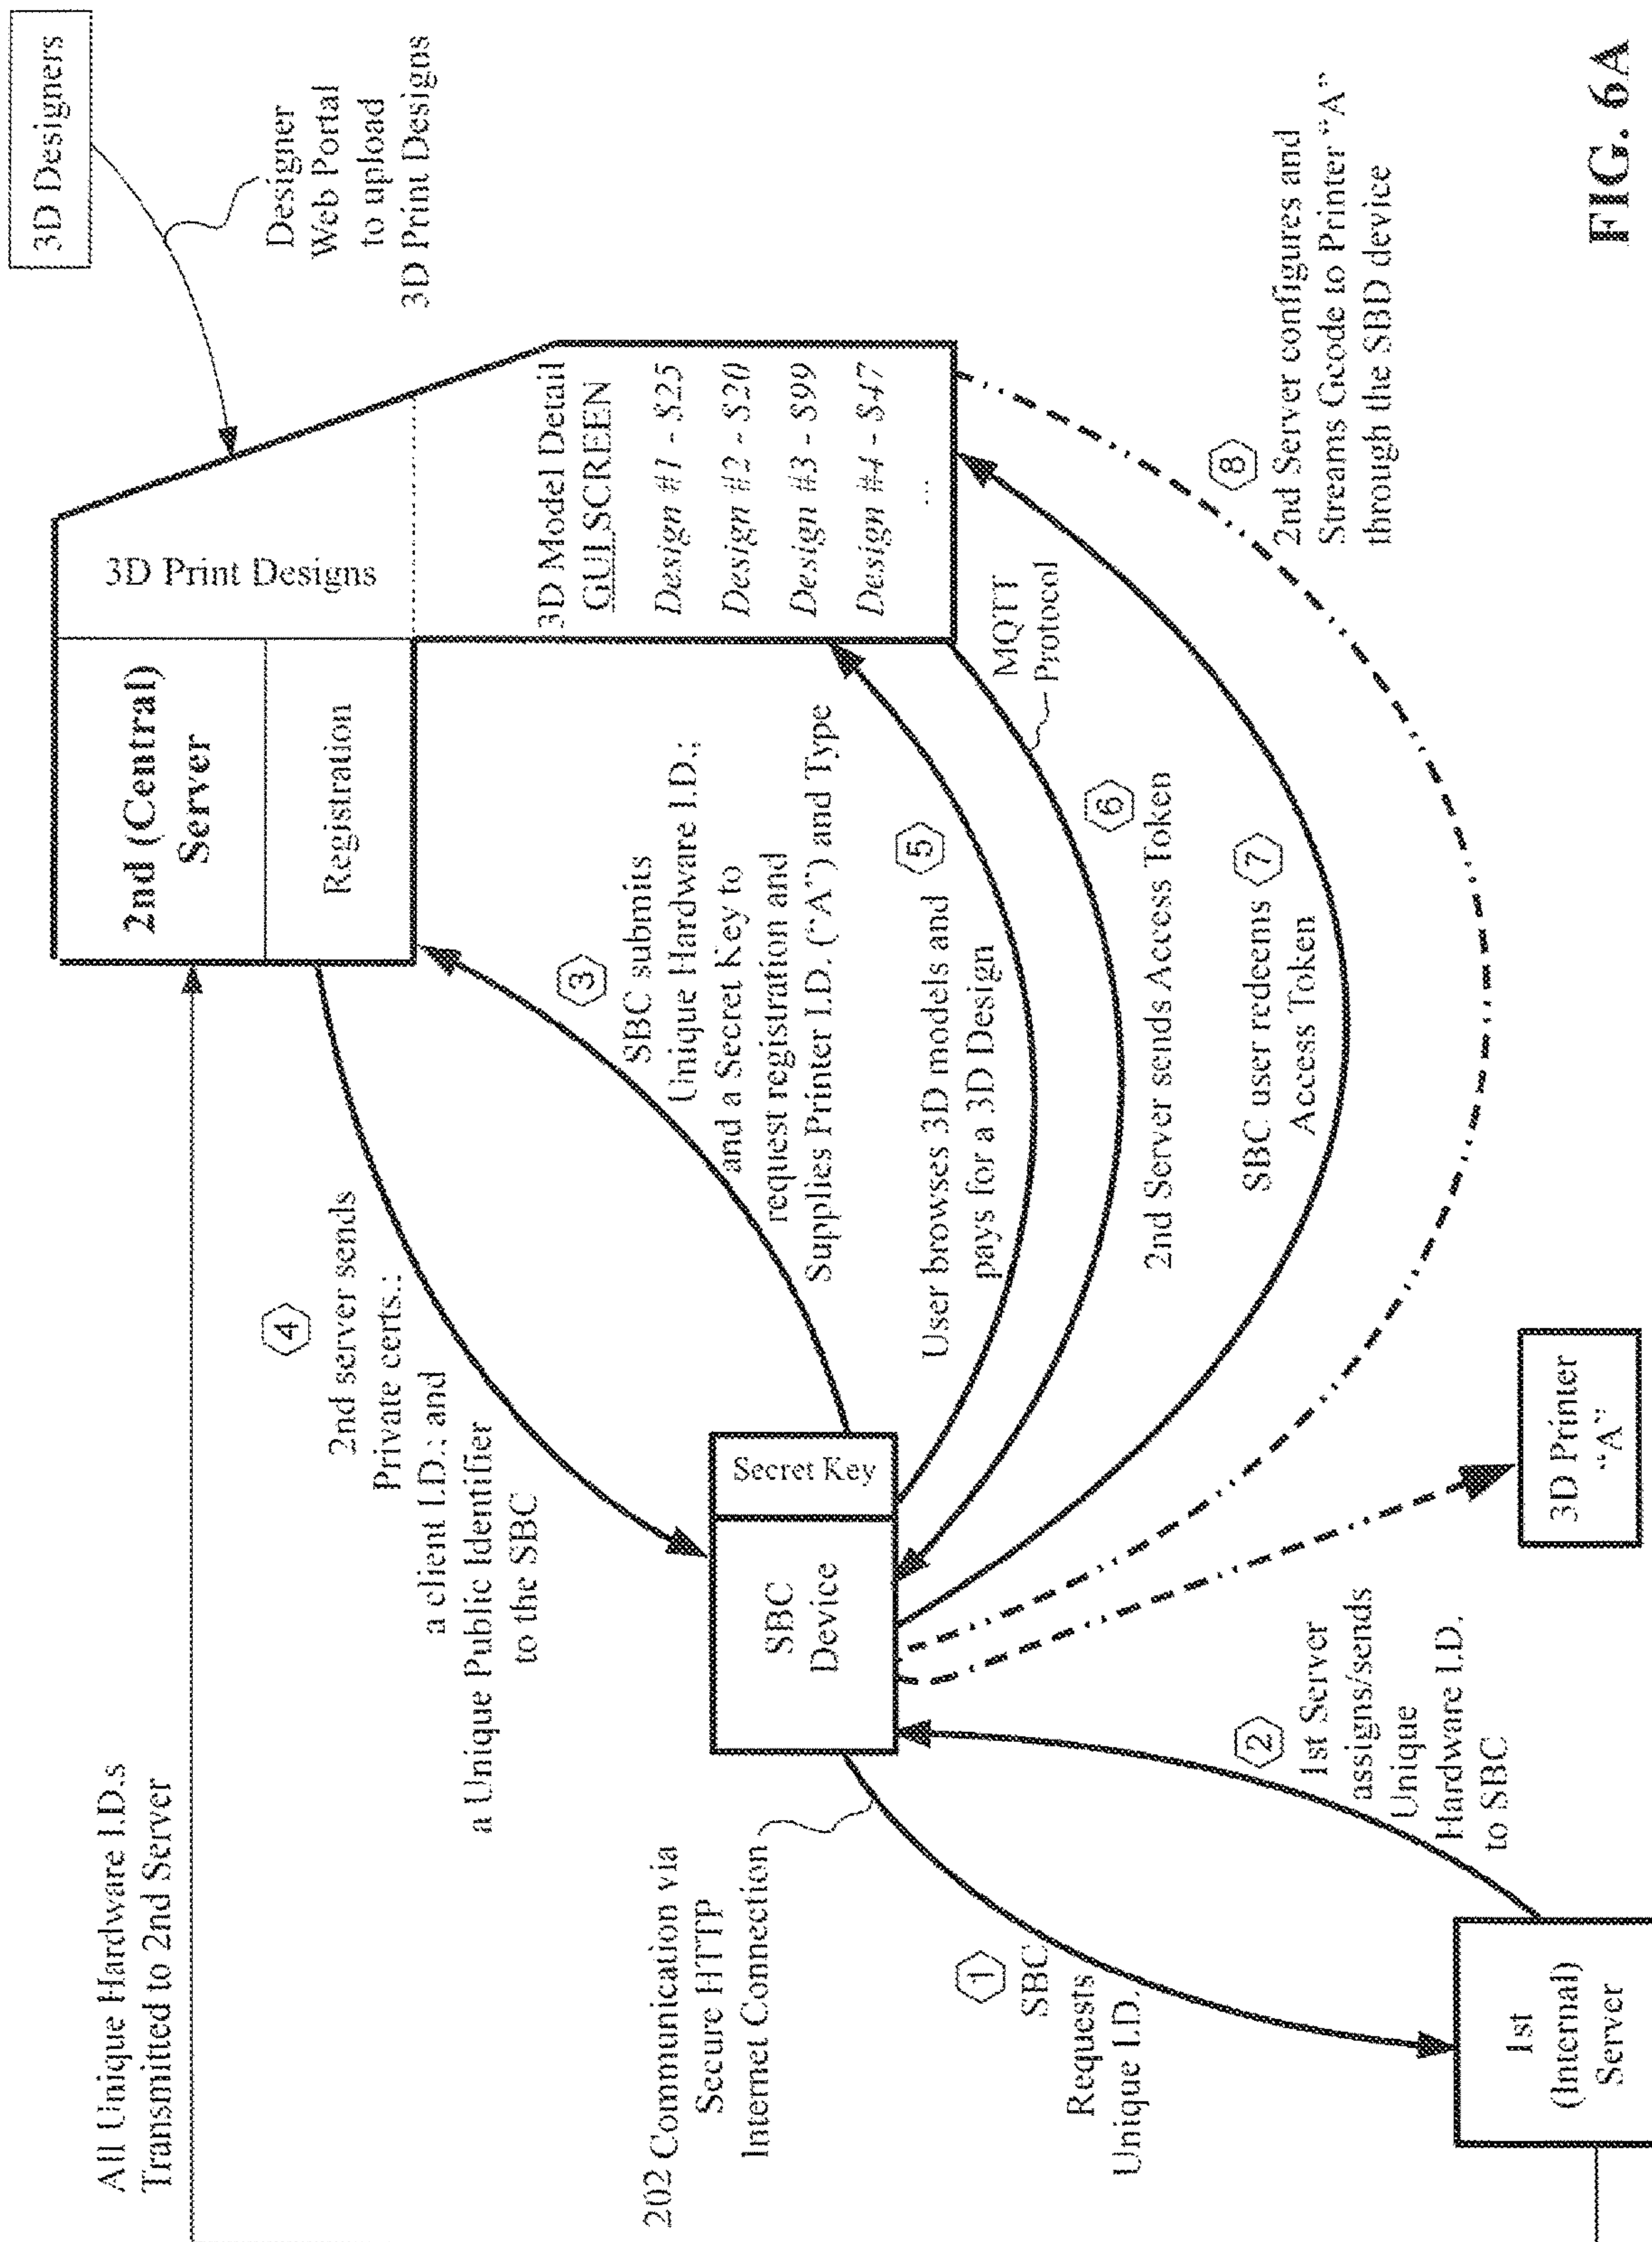 All Unique Hardware I.D.s
Transmitted to 2nd Server
202 Communication via
Secure HTTP
Internet Connection
1
SBC
Requests
Unique I.D.
1st
(Internal)
Server
2
1st Server
assigns/sends
Unique
Hardware I.D.
to SBC
SBC
Device
Secret Key
4
2nd server sends
Private certs.;
a client I.D.; and
a Unique Public Identifier
to the SBC
3
SBC submits
Unique Hardware I.D.;
and a Secret Key to
request registration and
Supplies Printer I.D. ("A") and Type
2nd (Central)
Server
Registration
3D Print Designs
3D Model Detail
GUI SCREEN
Design #1 - $25
Design #2 - $20
Design #3 - $99
Design #4 - $47
...
3D Designers
Designer
Web Portal
to upload
3D Print Designs
User browses 3D models and
pays for a 3D Design
5
MQTT
Protocol
6
2nd Server sends Access Token
SBC user redeems
Access Token
7
8
2nd Server configures and
Streams Gcode to Printer "A"
through the SBD device
3D Printer
"A"
FIG. 6A